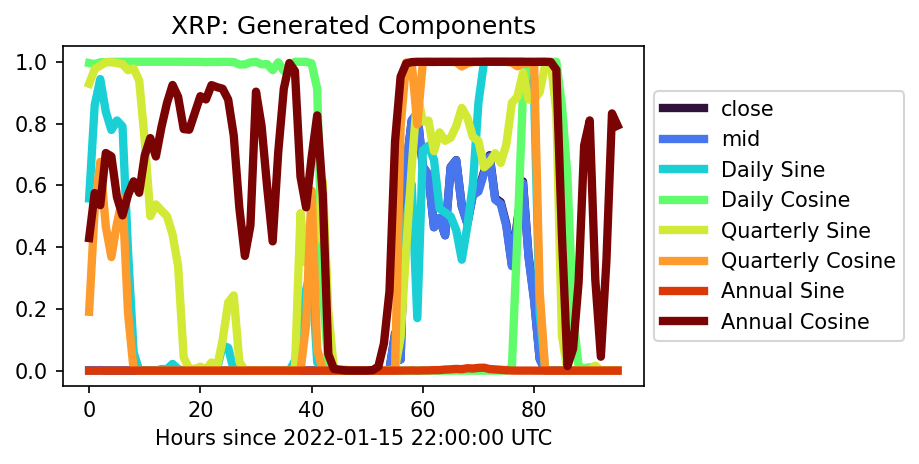 XRP: Generated Components
1.0
0.8
0.6
0.4
0.2
0.0
0
20
40
60
80
Hours since 2022-01-15 22:00:00 UTC
close
mid
Daily Sine
Daily Cosine
Quarterly Sine
Quarterly Cosine
Annual Sine
Annual Cosine